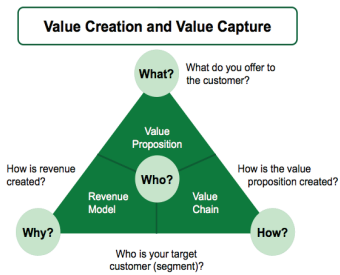 Value Creation and Value Capture
What?
What do you offer to
the customer?
Value
Proposition
How is revenue
created?
Who?
How is the value
proposition created?
Revenue
Model
Value
Chain
Why?
How?
Who is your target
customer (segment)?